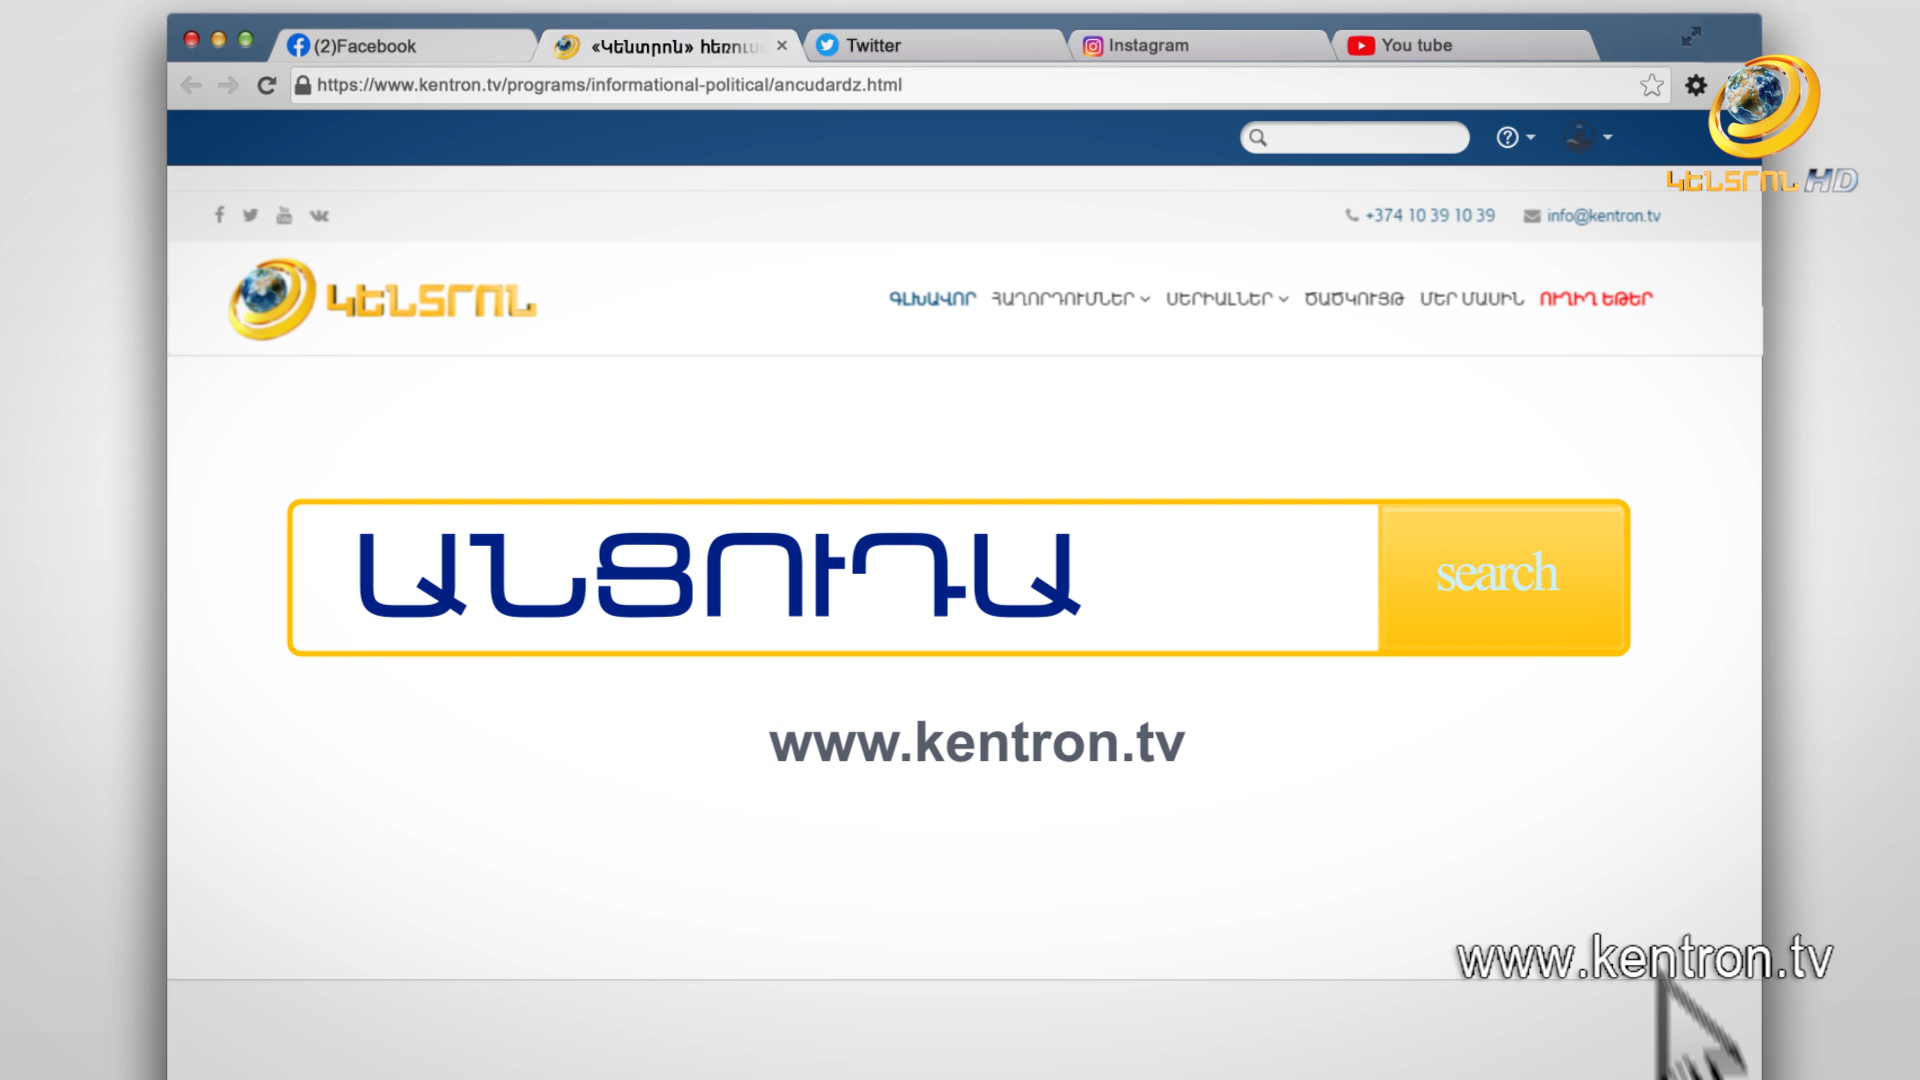 (2)Facebook
«Կենտրոն» հեռուս
Twitter
Instagram
You tube
https://www.kentron.tv/programs/informational-political/ancudardz.html
ԿԵՆՏՐՈՆ HD
+374 10 39 10 39
info@kentron.tv
ԿԵՆՏՐՈՆ
ԳԼԽԱՎՈՐ
ՀԱՂՈՐԴՈՒՄՆԵՐ
ՍԵՐԻԱԼՆԵՐ
ԾԱԾԿՈՒՅԹ
ՄԵՐ ՄԱՍԻՆ
ՈՒՂԻՂ ԵԹԵՐ
ԱՆՑՈՒԴԱ
search
www.kentron.tv
www.kentron.tv